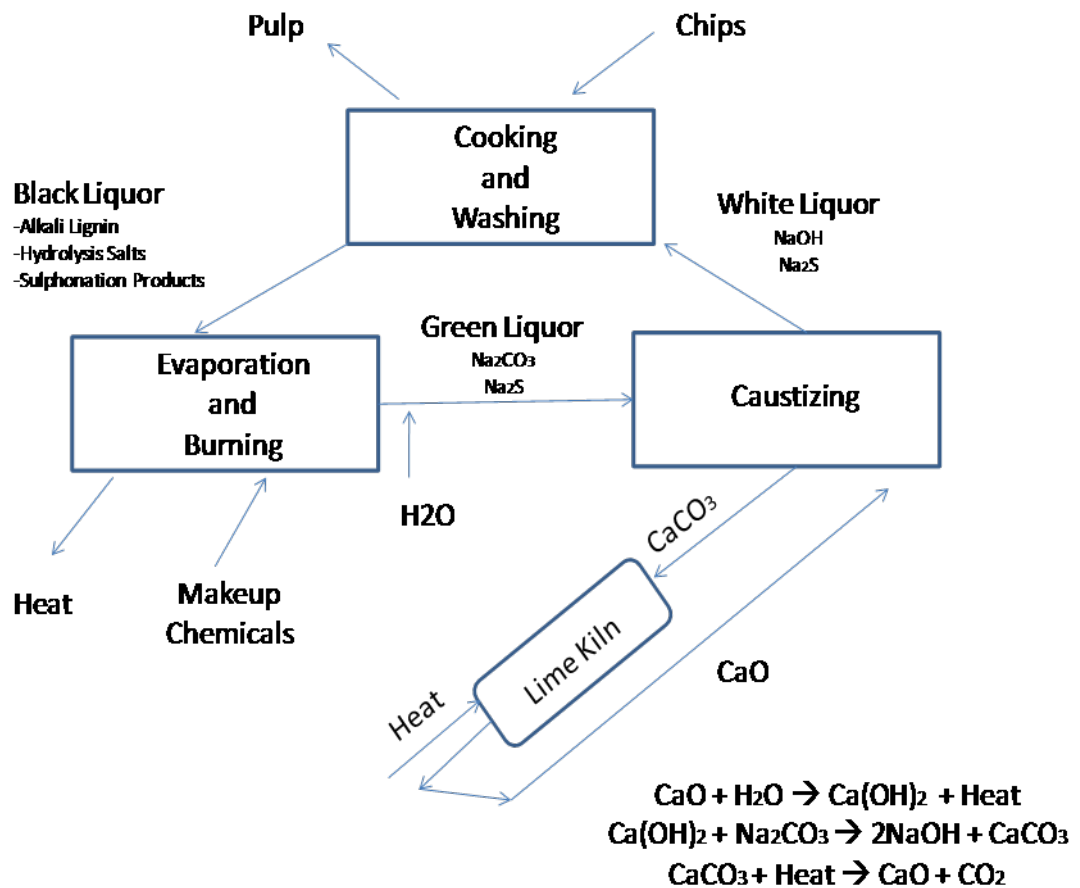 Pulp
Chips
Cooking
and
Washing
Black Liquor
-Alkali Lignin
-Hydrolysis Salts
-Sulphonation Products
White Liquor
NaOH
Na2S
Green Liquor
Na2CO3
Na2S
Evaporation
and
Burning
Caustizing
H2O
CaCO3
Heat
Makeup
Chemicals
Lime Kiln
CaO
Heat
CaO + H2O → Ca(OH)2 + Heat
Ca(OH)2 + Na2CO3 → 2NaOH + CaCO3
CaCO3 + Heat → CaO + CO2